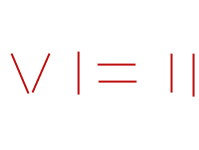 VI = II